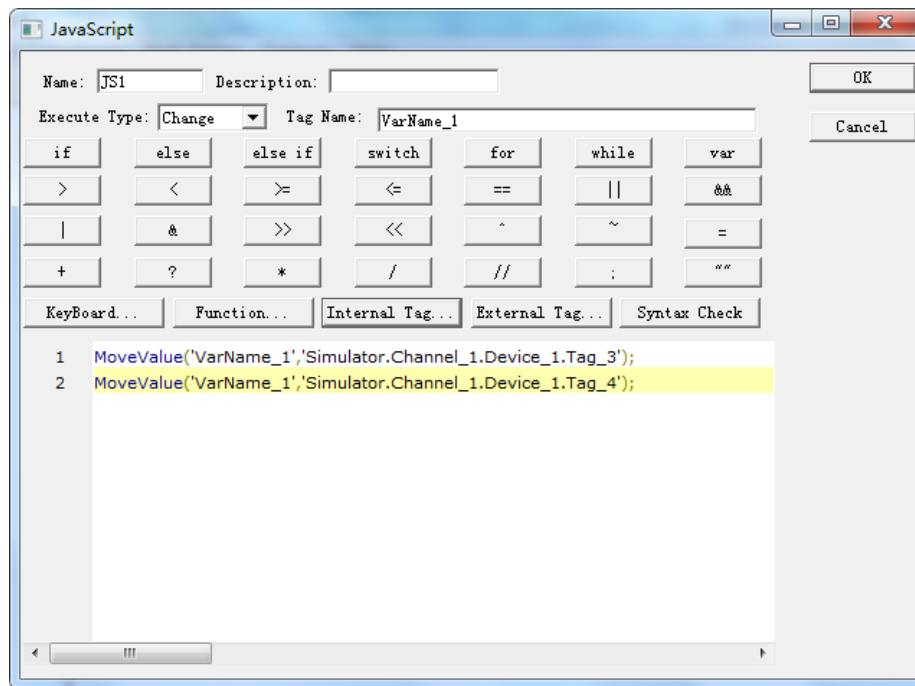 JavaScript
Name: JS1 Description:
OK
Execute Type: Change Tag Name: VarName_1
Cancel
if else else if switch for while var
> < >= <= == || &&
| & >> << ^ ~ =
+ ? * / // ; ""
KeyBoard... Function... Internal Tag... External Tag... Syntax Check
1 MoveValue('VarName_1','Simulator.Channel_1.Device_1.Tag_3');
2 MoveValue('VarName_1','Simulator.Channel_1.Device_1.Tag_4');